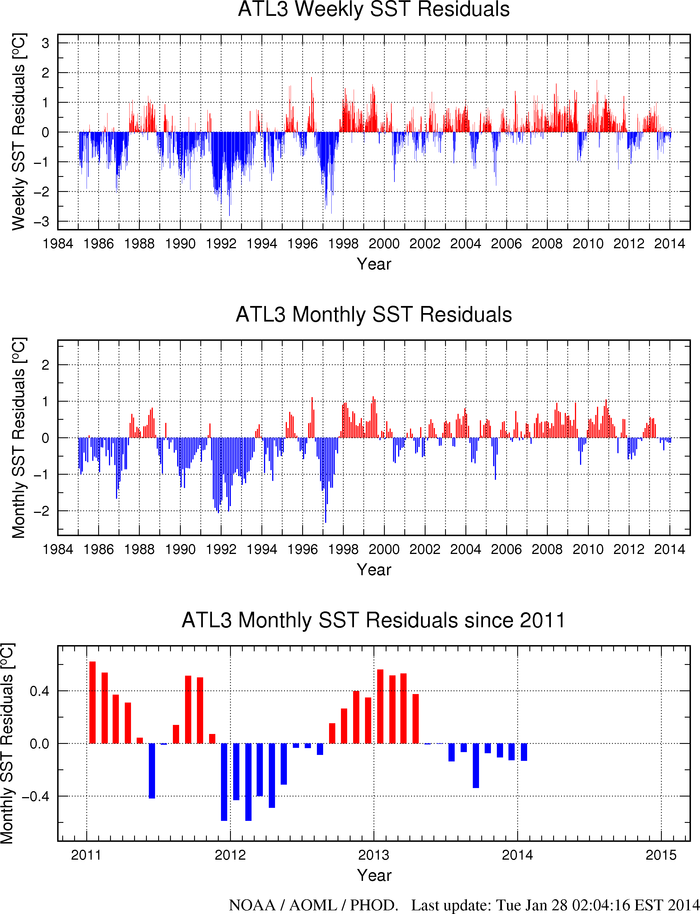 ATL3 Weekly SST Residuals
Weekly SST Residuals [ºC]
3
2
1
0
−1
−2
−3
1984 1986 1988 1990 1992 1994 1996 1998 2000 2002 2004 2006 2008 2010 2012 2014
Year
ATL3 Monthly SST Residuals
Monthly SST Residuals [ºC]
2
1
0
−1
−2
1984 1986 1988 1990 1992 1994 1996 1998 2000 2002 2004 2006 2008 2010 2012 2014
Year
ATL3 Monthly SST Residuals since 2011
Monthly SST Residuals [ºC]
0.4
0.0
−0.4
2011 2012 2013 2014 2015
Year
NOAA / AOML / PHOD. Last update: Tue Jan 28 02:04:16 EST 2014